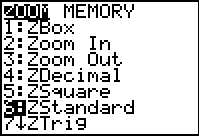 ZOOM MEMORY
1:ZBox
2:Zoom In
3:Zoom Out
4:ZDecimal
5:ZSquare
6:ZStandard
7↓ZTrig